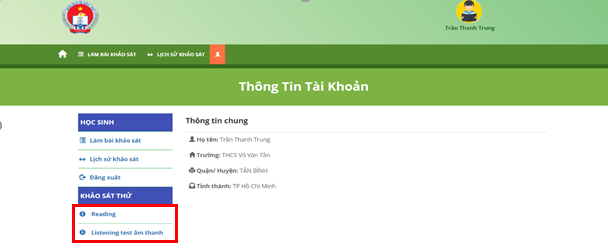 Trần Thanh Trung
LÀM BÀI KHẢO SÁT
LỊCH SỬ KHẢO SÁT
Thông Tin Tài Khoản
HỌC SINH
Làm bài khảo sát
Lịch sử khảo sát
Đăng xuất
KHẢO SÁT THỬ
Reading
Listening test âm thanh
Thông tin chung
Họ tên: Trần Thanh Trung
Trường: THCS Võ Văn Tần
Quận/ Huyện: TÂN BÌNH
Tỉnh thành: TP Hồ Chí Minh